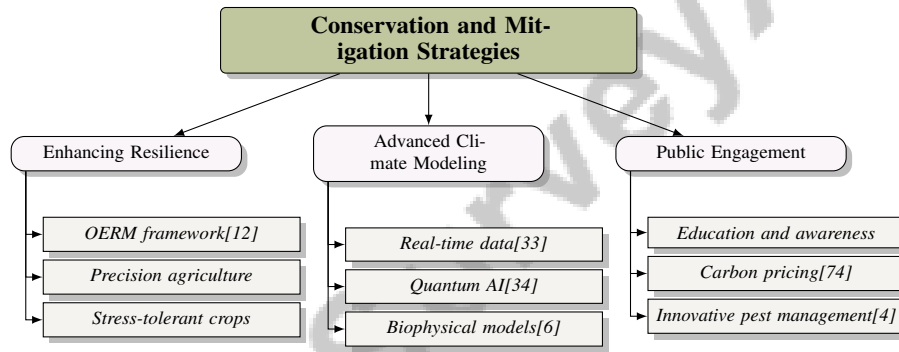 Conservation and Mit-
igation Strategies
Enhancing Resilience
OERM framework[12]
Precision agriculture
Stress-tolerant crops
Advanced Cli-
mate Modeling
Real-time data[33]
Quantum AI[34]
Biophysical models[6]
Public Engagement
Education and awareness
Carbon pricing[74]
Innovative pest management[4]